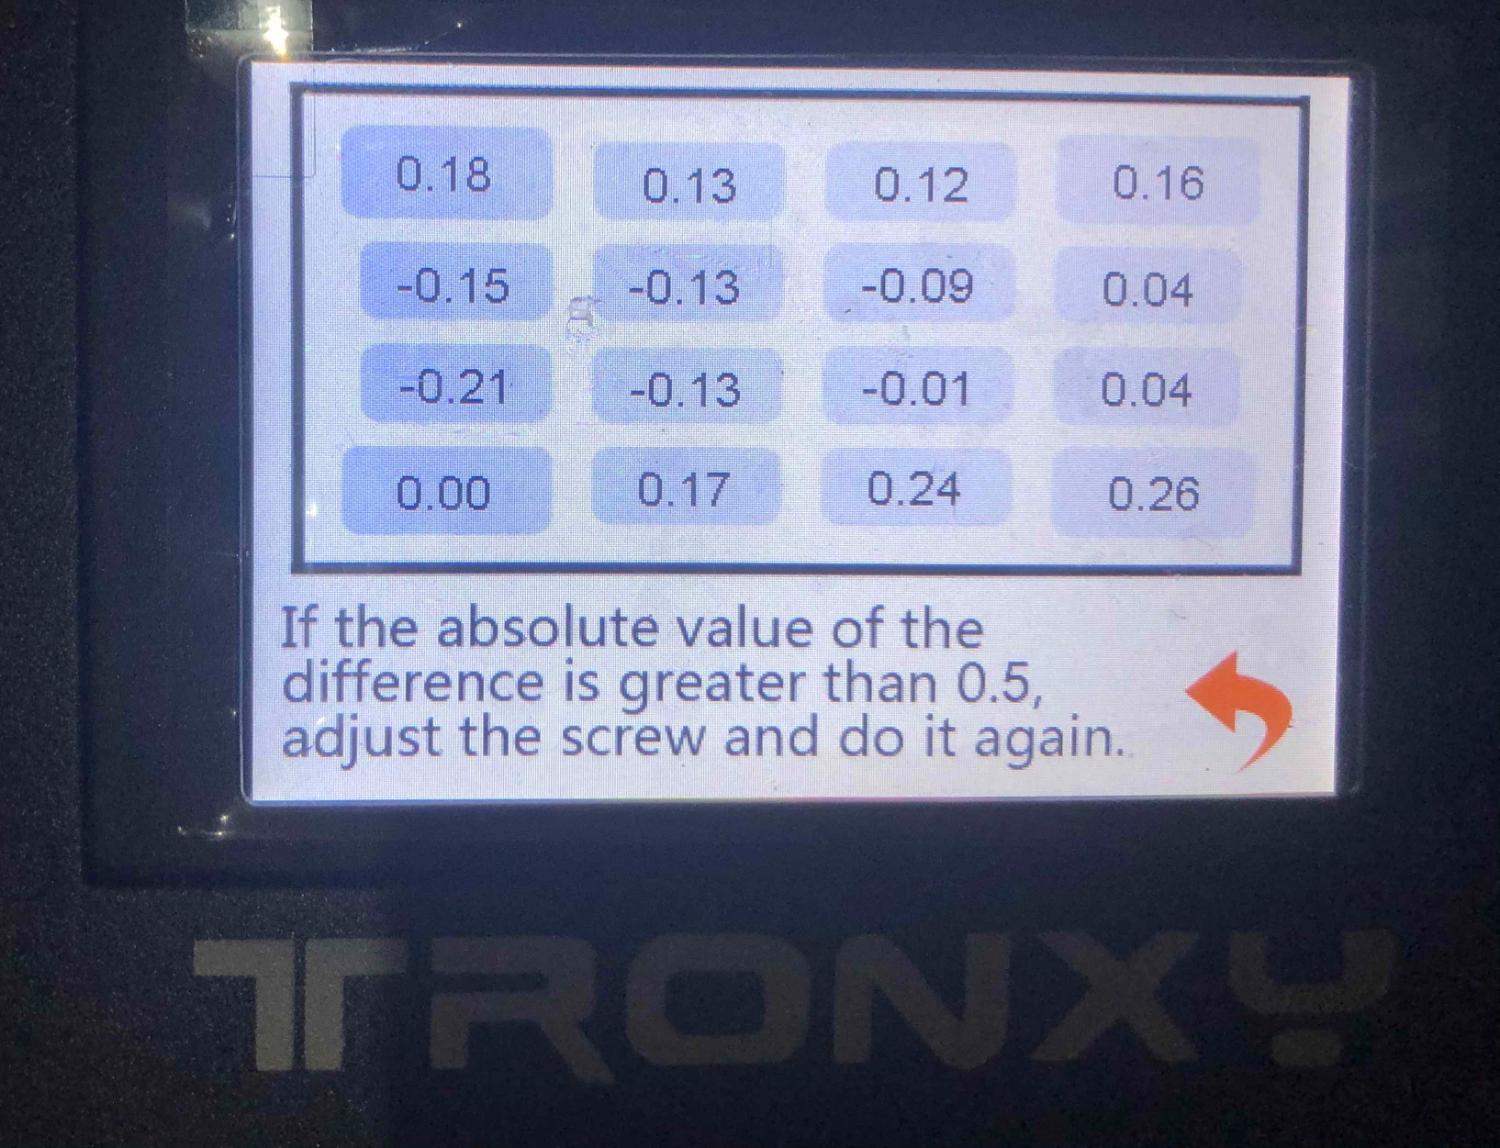 0.18 0.13 0.12 0.16
-0.15 -0.13 -0.09 0.04
-0.21 -0.13 -0.01 0.04
0.00 0.17 0.24 0.26
If the absolute value of the
difference is greater than 0.5,
adjust the screw and do it again.
TRONXY